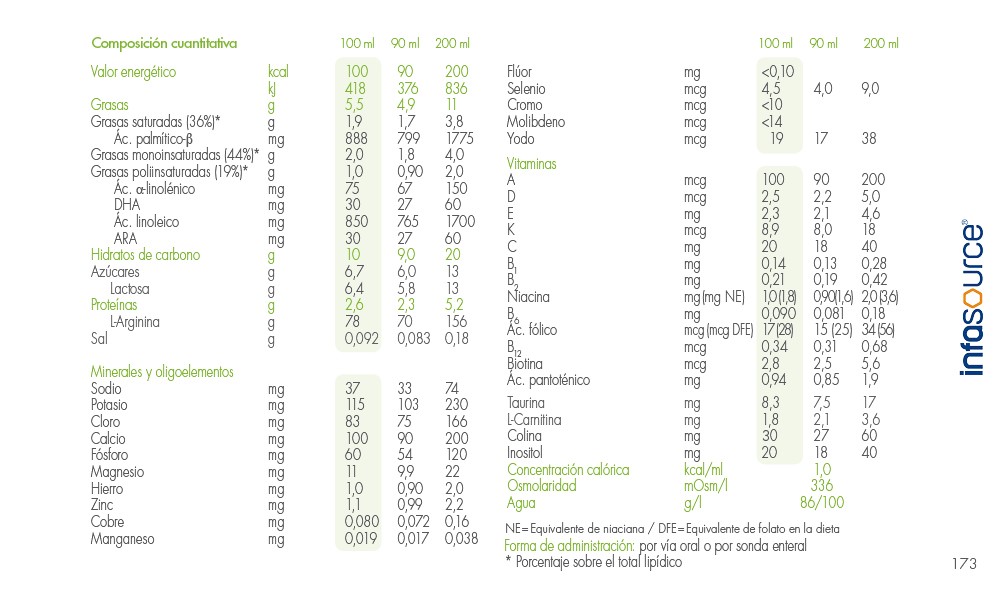 Composición cuantitativa 100 ml 90 ml 200 ml
Valor energético kcal 100 90 200
kJ 418 376 836
Grasas g 5,5 4,9 11
Grasas saturadas (36%)* g 1,9 1,7 3,8
Ác. palmítico-β mg 888 799 1775
Grasas monoinsaturadas (44%)* g 2,0 1,8 4,0
Grasas poliinsaturadas (19%)* g 1,0 0,90 2,0
Ác. α-linolénico mg 75 67 150
DHA mg 30 27 60
Ác. linoleico mg 850 765 1700
ARA mg 30 27 60
Hidratos de carbono g 10 9,0 20
Azúcares g 6,7 6,0 13
Lactosa g 6,4 5,8 13
Proteínas g 2,6 2,3 5,2
L-Arginina g 78 70 156
Sal g 0,092 0,083 0,18
Minerales y oligoelementos
Sodio mg 37 33 74
Potasio mg 115 103 230
Cloro mg 83 75 166
Calcio mg 100 90 200
Fósforo mg 60 54 120
Magnesio mg 11 9,9 22
Hierro mg 1,0 0,90 2,0
Zinc mg 1,1 0,99 2,2
Cobre mg 0,080 0,072 0,16
Manganeso mg 0,019 0,017 0,038
100 ml 90 ml 200 ml
Flúor mg <0,10
Selenio mcg 4,5 4,0 9,0
Cromo mcg <10
Molibdeno mcg <14
Yodo mcg 19 17 38
Vitaminas
A mcg 100 90 200
D mcg 2,5 2,2 5,0
E mg 2,3 2,1 4,6
K mcg 8,9 8,0 18
C mg 20 18 40
B1 mg 0,14 0,13 0,28
B2 mg 0,21 0,19 0,42
Niacina mg (mg NE) 1,0 (1,8) 0,90(1,6) 2,0 (3,6)
B6 mg 0,090 0,081 0,18
Ác. fólico mcg (mcg DFE) 17 (28) 15 (25) 34 (56)
B12 mcg 0,34 0,31 0,68
Biotina mcg 2,8 2,5 5,6
Ác. pantoténico mg 0,94 0,85 1,9
Taurina mg 8,3 7,5 17
L-Carnitina mg 1,8 2,1 3,6
Colina mg 30 27 60
Inositol mg 20 18 40
Concentración calórica kcal/ml 1,0
Osmolaridad mOsm/l 336
Agua g/l 86/100
NE=Equivalente de niaciana / DFE=Equivalente de folato en la dieta
Forma de administración: por vía oral o por sonda enteral
* Porcentaje sobre el total lipídico
infasource®
173